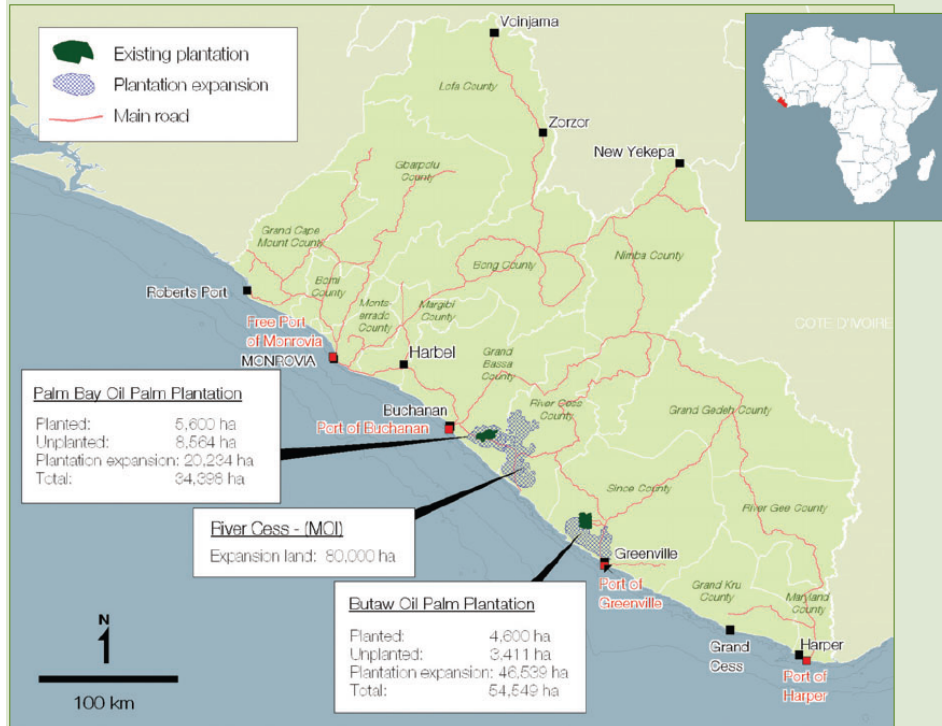 Existing plantation
Plantation expansion
Main road
Voinjama
Lofa County
Zorzor
New Yekepa
Gbarpolu
County
Grand Cape
Mount County
Bong County
Nimba County
Bomi
County
Roberts Port
Monts-
errado
County
Margibi
County
Free Port
of Monrovia
MONROVIA
Harbel
COTE D'IVOIRE
Grand
Bassa
County
Palm Bay Oil Palm Plantation
Planted: 5,600 ha
Unplanted: 8,564 ha
Plantation expansion: 20,234 ha
Total: 34,398 ha
Buchanan
Port of Buchanan
River Cess
County
Grand Gedeh County
Since County
River Gee County
River Cess - (MOI)
Expansion land: 80,000 ha
Greenville
Port of
Greenville
Grand Kru
County
Maryland
County
Butaw Oil Palm Plantation
Planted: 4,600 ha
Unplanted: 3,411 ha
Plantation expansion: 46,539 ha
Total: 54,549 ha
Grand
Cess
Harper
Port of
Harper
N
100 km